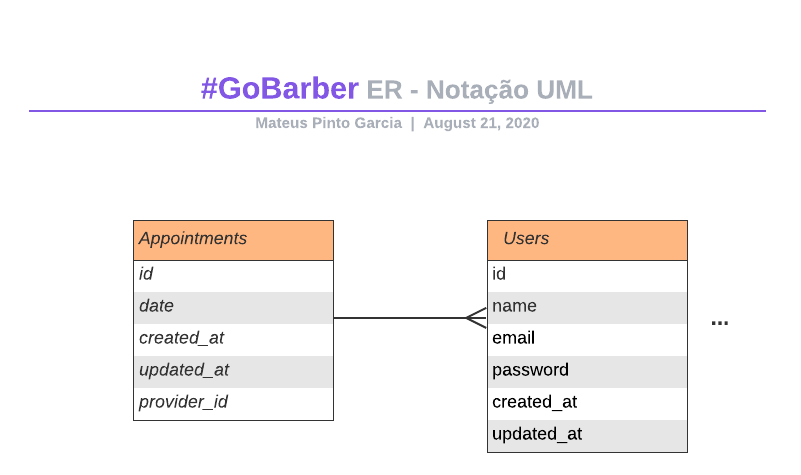 #GoBarber ER - Notação UML
Mateus Pinto Garcia | August 21, 2020
Appointments
id
date
created_at
updated_at
provider_id
Users
id
name
email
password
created_at
updated_at
...